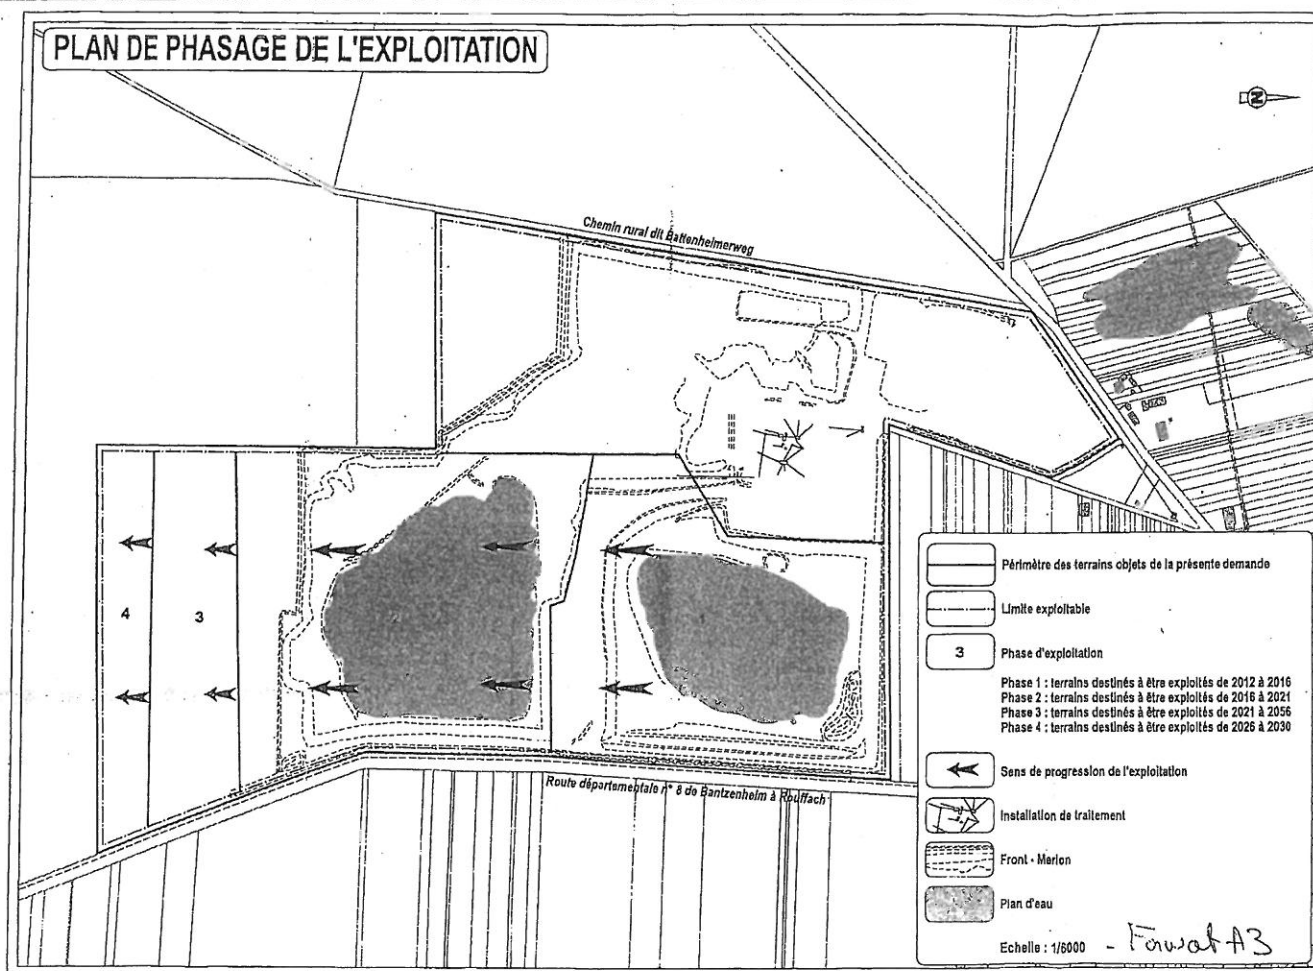 PLAN DE PHASAGE DE L'EXPLOITATION
N
Chemin rural dit Battenheimerweg
4
3
Route départementale n° 8 de Bantzenheim à Rouffach
Périmètre des terrains objets de la présente demande
Limite exploitable
3
Phase d'exploitation
Phase 1 : terrains destinés à être exploités de 2012 à 2016
Phase 2 : terrains destinés à être exploités de 2016 à 2021
Phase 3 : terrains destinés à être exploités de 2021 à 2056
Phase 4 : terrains destinés à être exploités de 2026 à 2030
Sens de progression de l'exploitation
Installation de traitement
Front - Merlon
Plan d'eau
Echelle : 1/6000 - Format A3